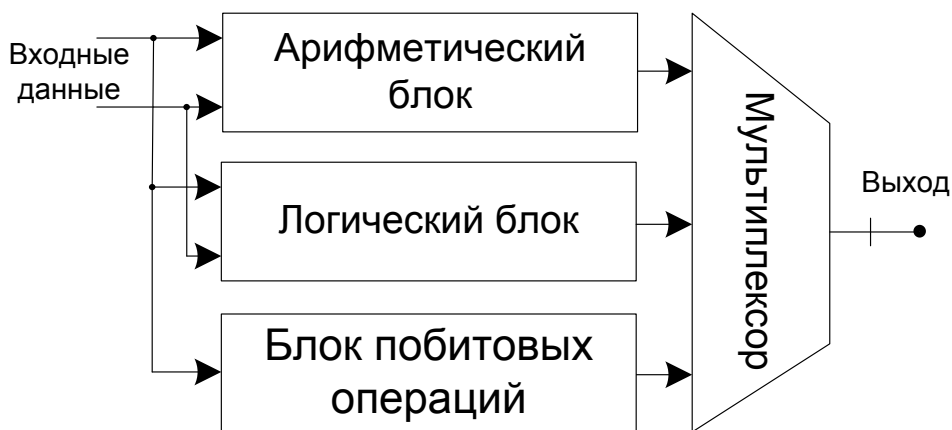 Входные
данные
Арифметический
блок
Логический блок
Блок побитовых
операций
Мультиплексор
Выход